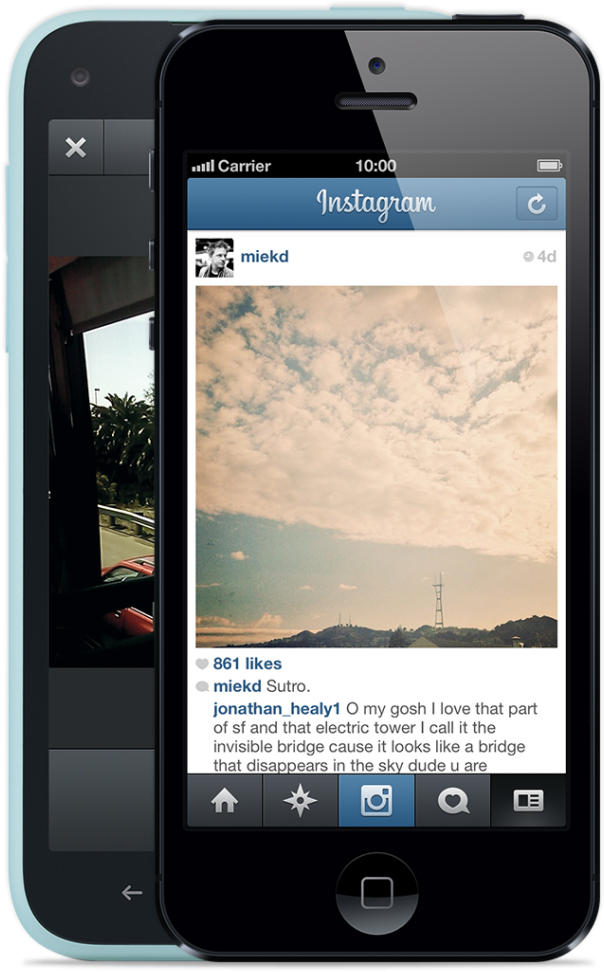 Carrier 10:00
Instagram
miekd 4d
861 likes
miekd Sutro.
jonathan_healy1 O my gosh I love that part
of sf and that electric tower I call it the
invisible bridge cause it looks like a bridge
that disappears in the sky dude u are